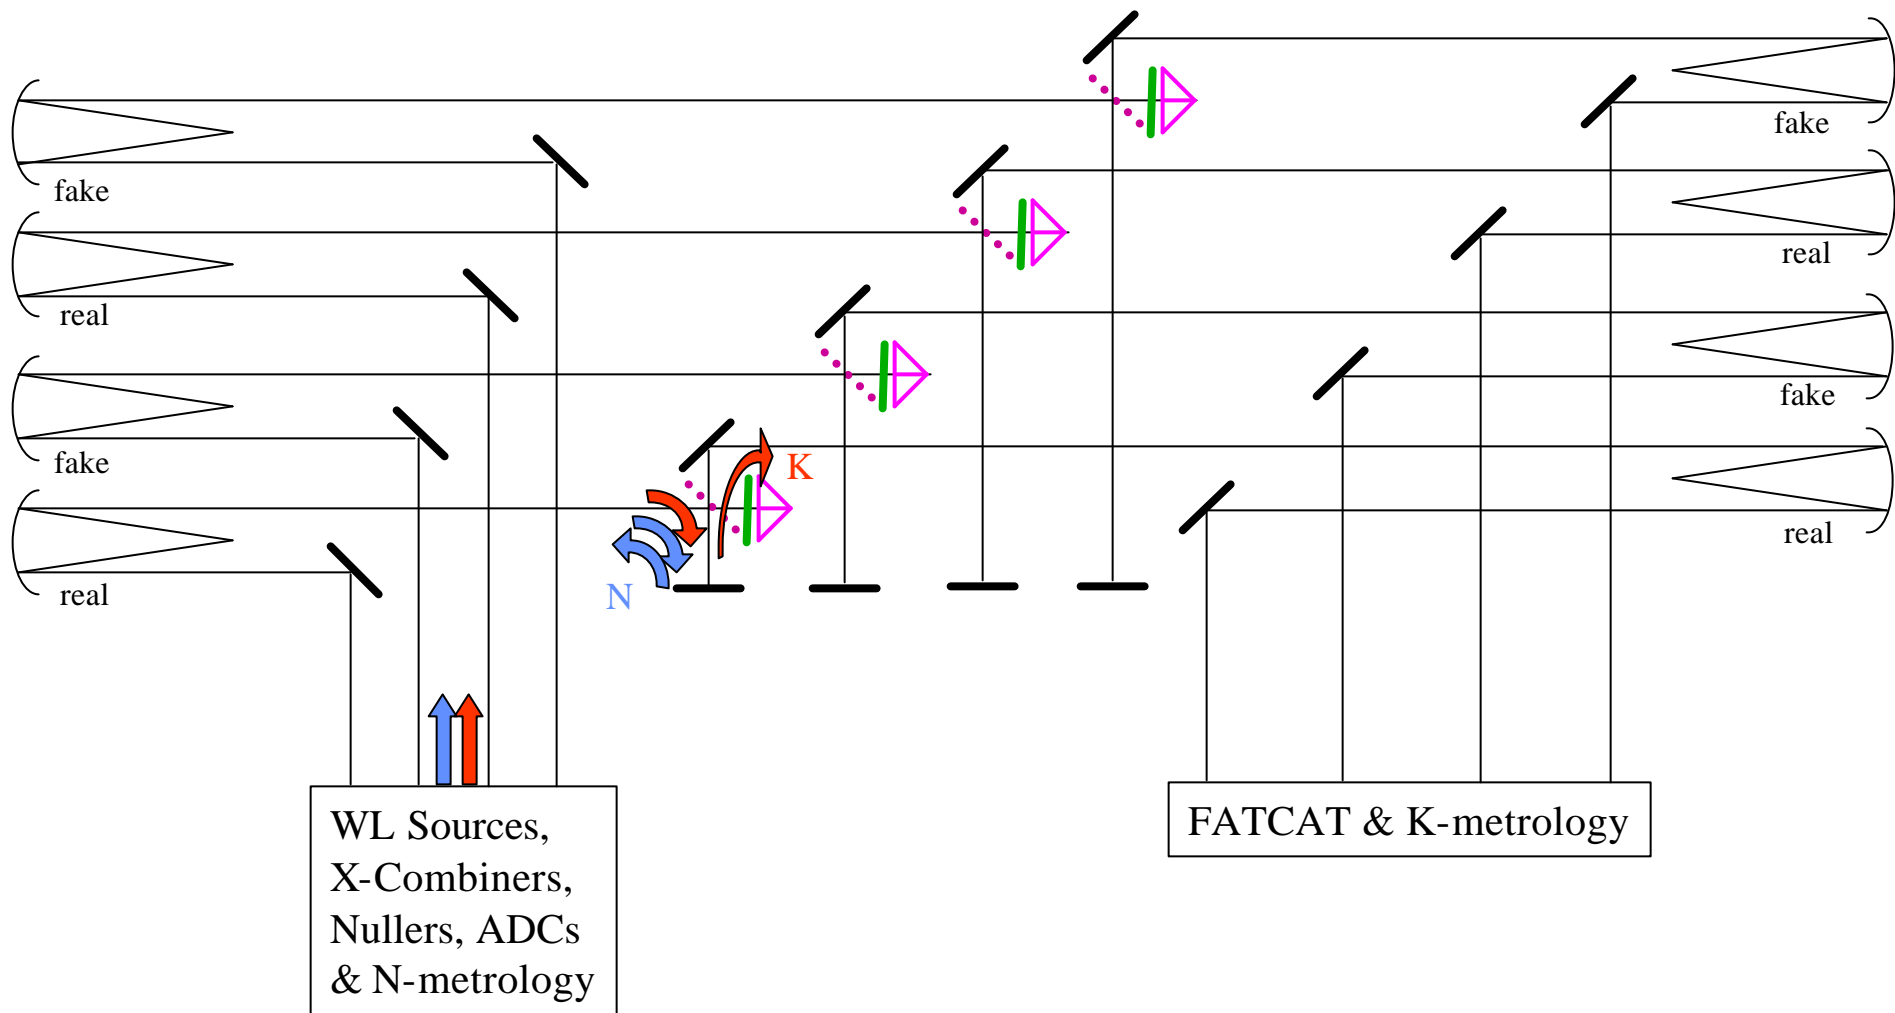 fake
fake
real
real
fake
fake
K
real
real
N
WL Sources,
X-Combiners,
Nullers, ADCs
& N-metrology
FATCAT & K-metrology